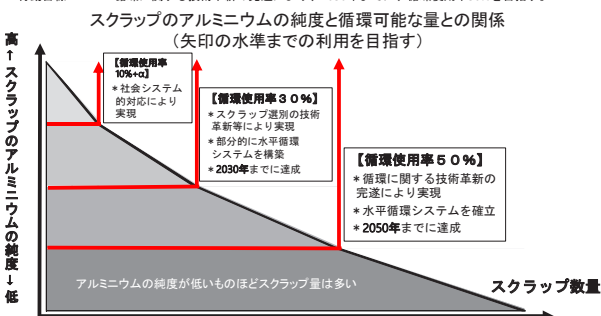 スクラップのアルミニウムの純度と循環可能な量との関係
（矢印の水準までの利用を目指す）
高↑スクラップのアルミニウムの純度↓低
【循環使用率
10%+α】
＊社会システム
的対応により
実現
【循環使用率３０％】
＊スクラップ選別の技術
革新等により実現
＊部分的に水平循環
システムを構築
＊2030年までに達成
【循環使用率５０％】
＊循環に関する技術革新の
完遂により実現
＊水平循環システムを確立
＊2050年までに達成
アルミニウムの純度が低いものほどスクラップ量は多い
スクラップ数量